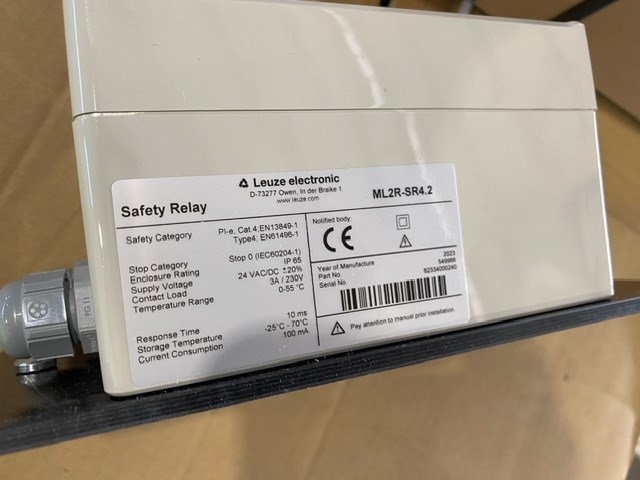 Leuze electronic
D-73277 Owen, In der Braike 1
www.leuze.com
ML2R-SR4.2
Safety Relay
Safety Category Pl-e, Cat.4;EN13849-1
Type4; EN61496-1
Stop Category Stop 0 (IEC60204-1)
Enclosure Rating IP 65
Supply Voltage 24 VAC/DC ±20%
Contact Load 3A / 230V
Temperature Range 0-55 °C
Response Time 10 ms
Storage Temperature -25°C - 70°C
Current Consumption 100 mA
Notified body
CE
Year of Manufacture 2023
Part No. 549986
Serial No. 82334000240
Pay attention to manual prior installation.